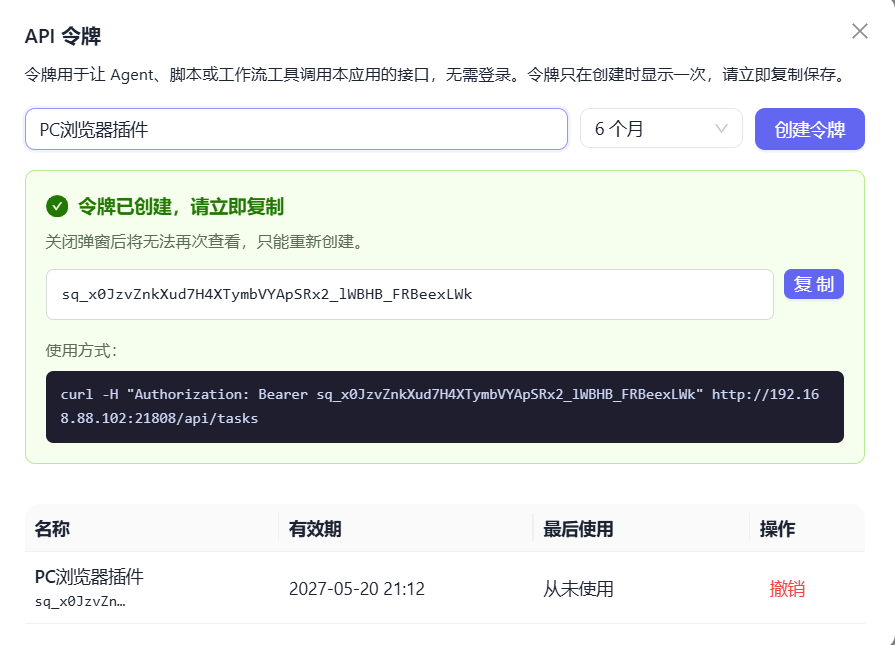 API 令牌
令牌用于让 Agent、脚本或工作流工具调用本应用的接口，无需登录。令牌只在创建时显示一次，请立即复制保存。
PC浏览器插件
6 个月
创建令牌
令牌已创建，请立即复制
关闭弹窗后将无法再次查看，只能重新创建。
sq_x0JzvZnkXud7H4XTymbVYApSRx2_lWBHB_FRBeexLWk
复 制
使用方式：
curl -H "Authorization: Bearer sq_x0JzvZnkXud7H4XTymbVYApSRx2_lWBHB_FRBeexLWk" http://192.16
8.88.102:21808/api/tasks
名称 有效期 最后使用 操作
PC浏览器插件
sq_x0JzvZn…
2027-05-20 21:12 从未使用 撤销